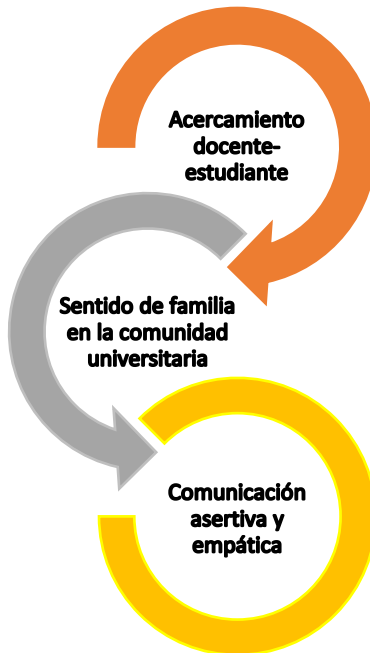 Acercamiento
docente-
estudiante
Sentido de familia
en la comunidad
universitaria
Comunicación
asertiva y
empática